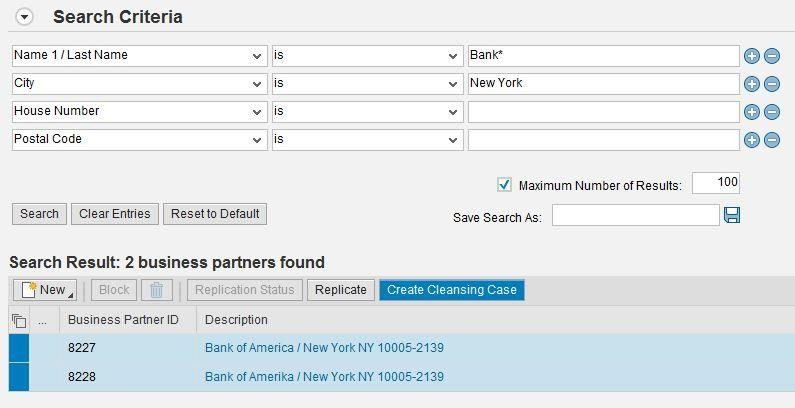 Search Criteria
Name 1 / Last Name is Bank*
City is New York
House Number is
Postal Code is
Maximum Number of Results: 100
Search Clear Entries Reset to Default Save Search As:
Search Result: 2 business partners found
New Block Replication Status Replicate Create Cleansing Case
... Business Partner ID Description
8227 Bank of America / New York NY 10005-2139
8228 Bank of Amerika / New York NY 10005-2139